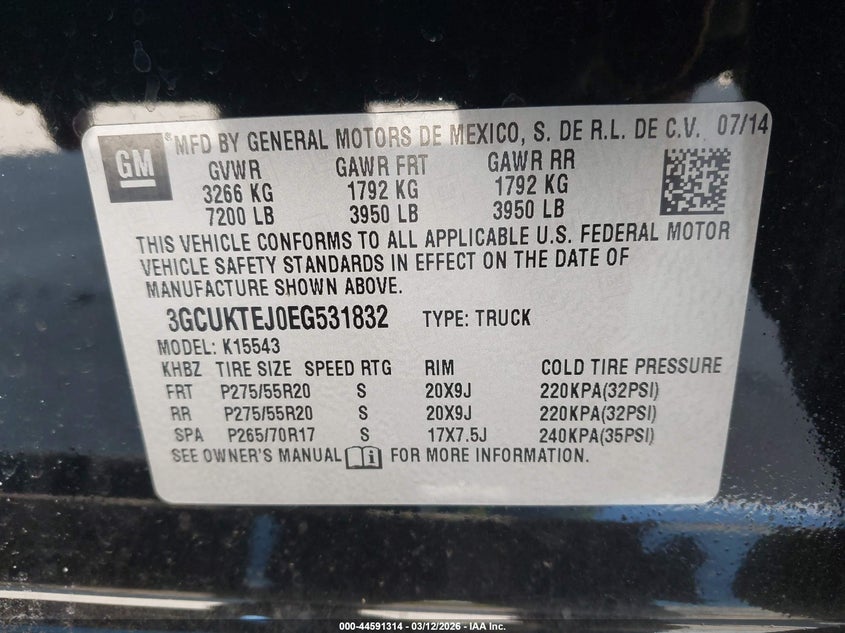 GM
®MFD BY GENERAL MOTORS DE MEXICO, S. DE R.L. DE C.V. 07/14
GVWR GAWR FRT GAWR RR
3266 KG 1792 KG 1792 KG
7200 LB 3950 LB 3950 LB
THIS VEHICLE CONFORMS TO ALL APPLICABLE U.S. FEDERAL MOTOR
VEHICLE SAFETY STANDARDS IN EFFECT ON THE DATE OF
MANUFACTURE SHOWN ABOVE.
3GCUKTEJ0EG531832 TYPE: TRUCK
MODEL: K15543
KHBZ TIRE SIZE SPEED RTG RIM COLD TIRE PRESSURE
FRT P275/55R20 S 20X9J 220KPA(32PSI)
RR P275/55R20 S 20X9J 220KPA(32PSI)
SPA P265/70R17 S 17X7.5J 240KPA(35PSI)
SEE OWNER'S MANUAL i FOR MORE INFORMATION.
000-44591314 - 03/12/2026 - IAA Inc.